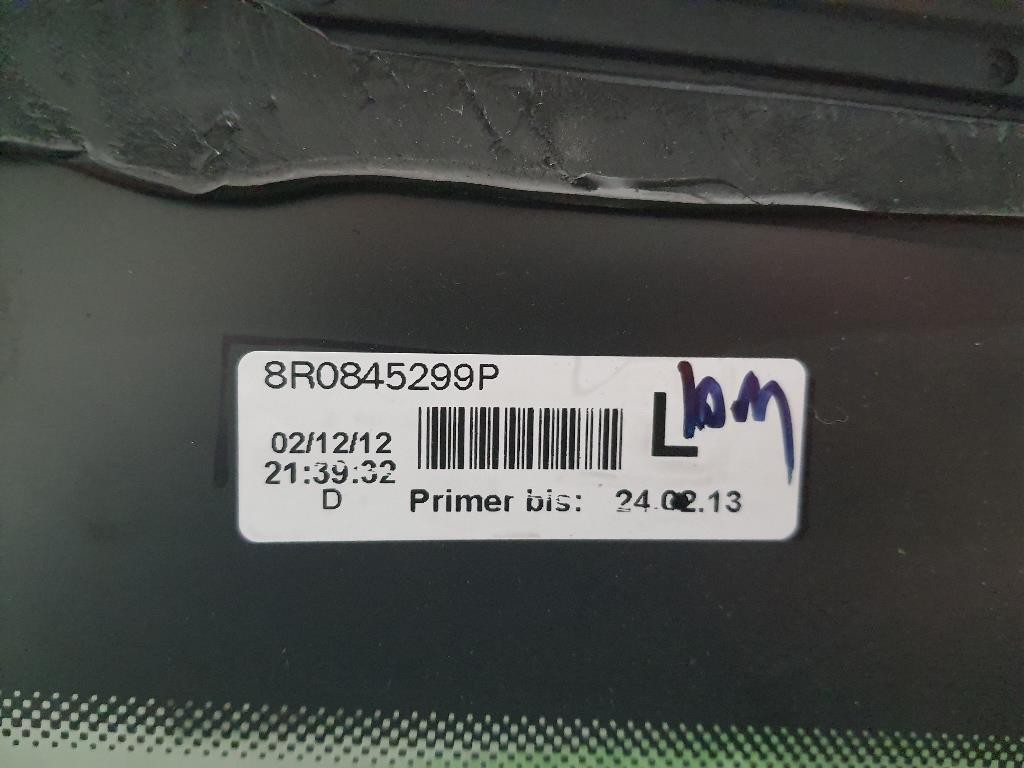 8R0845299P
L
02/12/12
21:39:32
D
Primer bis: 24.02.13